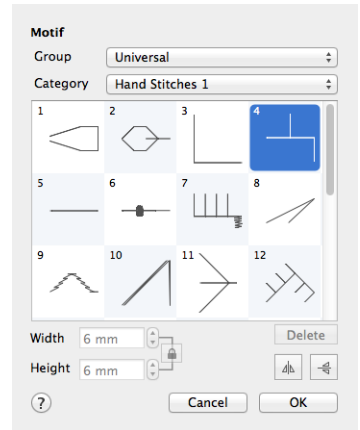 Motif
Group Universal
Category Hand Stitches 1
1 2 3 4
5 6 7 8
9 10 11 12
Width 6 mm Delete
Height 6 mm
? Cancel OK